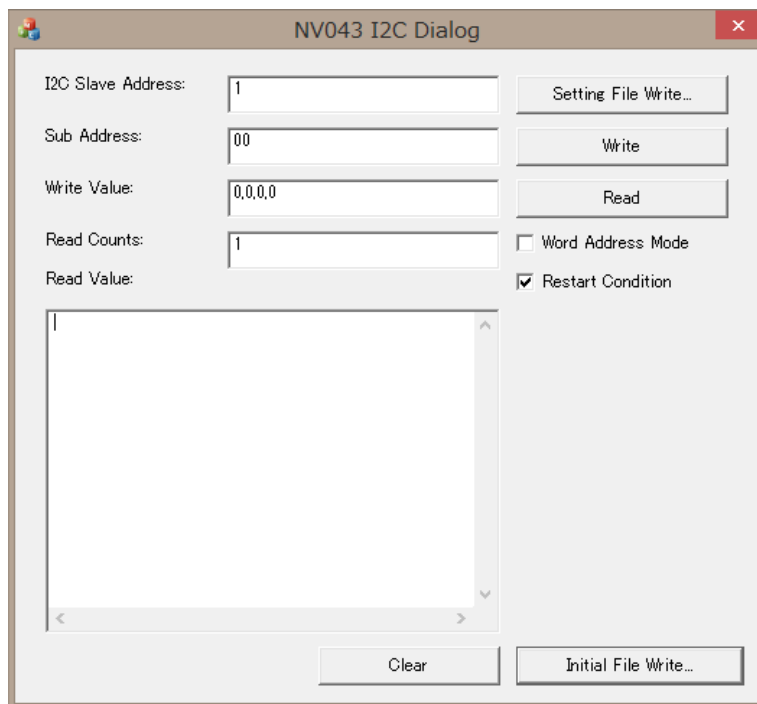 NV043 I2C Dialog
I2C Slave Address:
1
Setting File Write...
Sub Address:
00
Write
Write Value:
0,0,0,0
Read
Read Counts:
1
Word Address Mode
Read Value:
Restart Condition
Clear
Initial File Write...